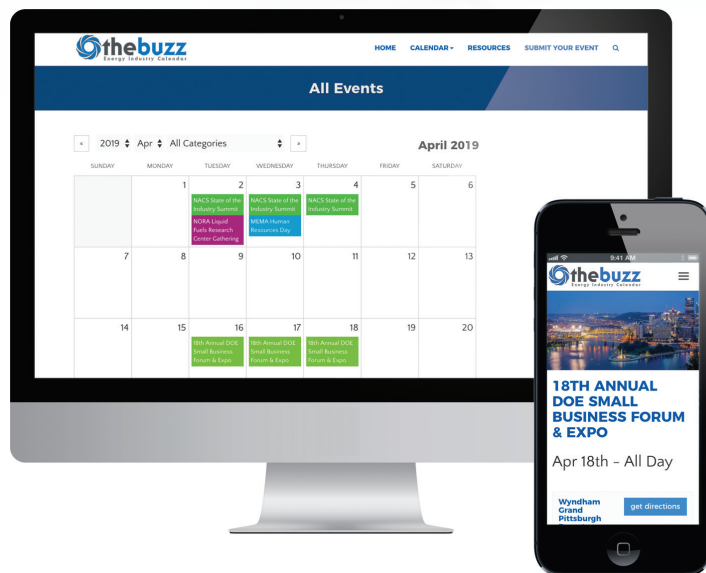 thebuzz
Energy Industry Calendar
HOME CALENDAR RESOURCES SUBMIT YOUR EVENT
All Events
« 2019 Apr All Categories »
April 2019
SUNDAY MONDAY TUESDAY WEDNESDAY THURSDAY FRIDAY SATURDAY
1 2 3 4 5 6
NACS State of the
Industry Summit
NORA Liquid
Fuels Research
Center Gathering
NACS State of the
Industry Summit
MEMA Human
Resources Day
NACS State of the
Industry Summit
7 8 9 10 11 12 13
14 15 16 17 18 19 20
18th Annual DOE
Small Business
Forum & Expo
18th Annual DOE
Small Business
Forum & Expo
18th Annual DOE
Small Business
Forum & Expo
9:41 AM
thebuzz
Energy Industry Calendar
18TH ANNUAL
DOE SMALL
BUSINESS FORUM
& EXPO
Apr 18th – All Day
Wyndham
Grand
Pittsburgh
get directions